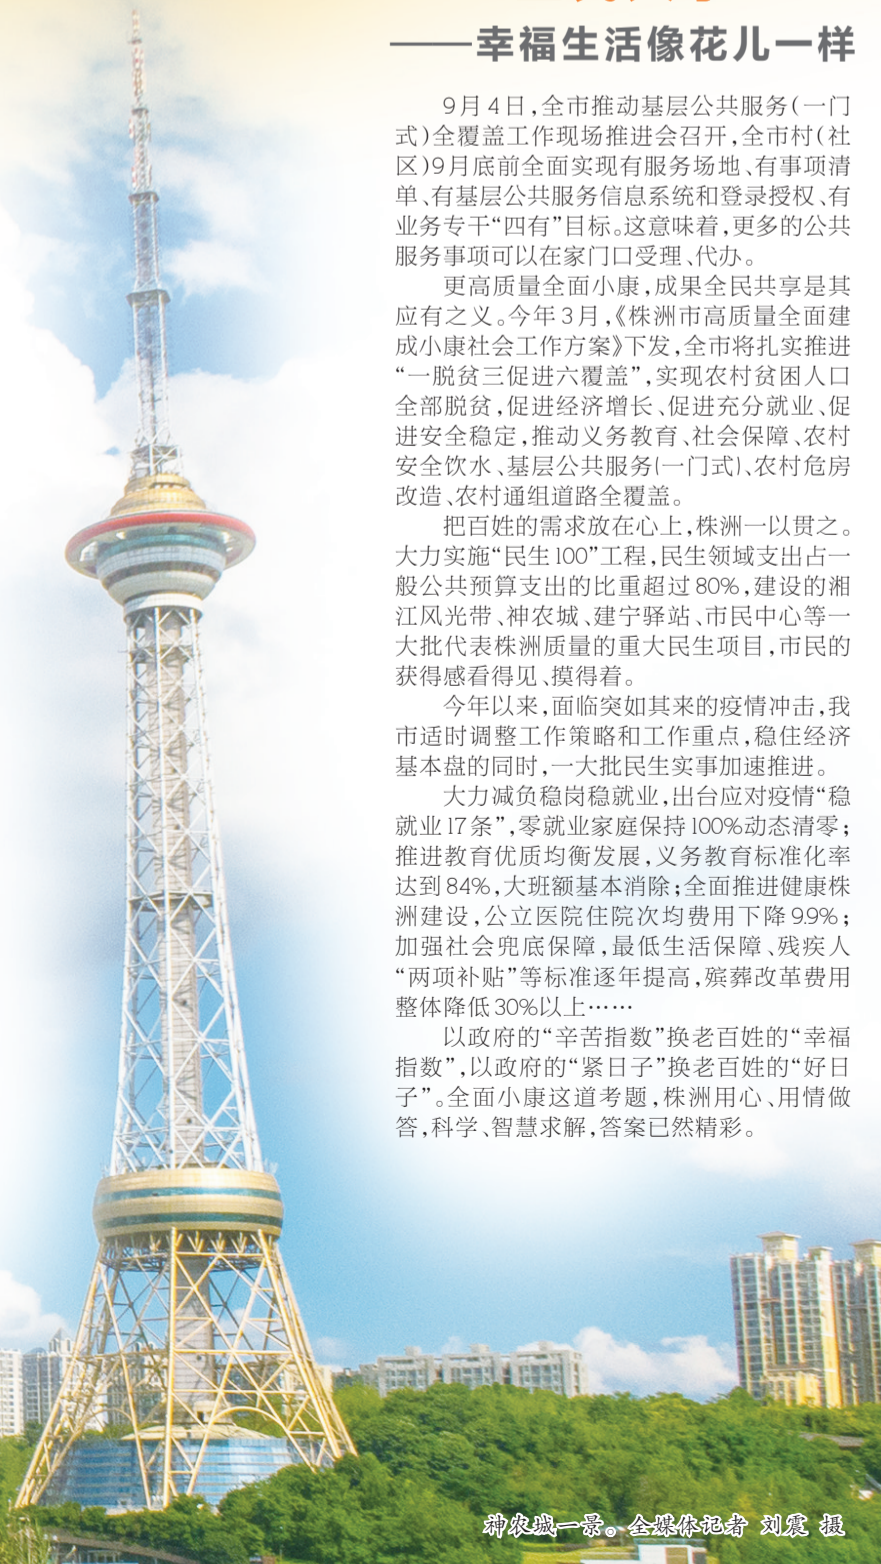 ——幸福生活像花儿一样
9月4日，全市推动基层公共服务（一门
式）全覆盖工作现场推进会召开，全市村（社
区）9月底前全面实现有服务场地、有事项清
单、有基层公共服务信息系统和登录授权、有
业务专干“四有”目标。这意味着，更多的公共
服务事项可以在家门口受理、代办。
更高质量全面小康，成果全民共享是其
应有之义。今年3月，《株洲市高质量全面建
成小康社会工作方案》下发，全市将扎实推进
“一脱贫三促进六覆盖”，实现农村贫困人口
全部脱贫，促进经济增长、促进充分就业、促
进安全稳定，推动义务教育、社会保障、农村
安全饮水、基层公共服务（一门式）、农村危房
改造、农村通组道路全覆盖。
把百姓的需求放在心上，株洲一以贯之。
大力实施“民生100”工程，民生领域支出占一
般公共预算支出的比重超过80%，建设的湘
江风光带、神农城、建宁驿站、市民中心等一
大批代表株洲质量的重大民生项目，市民的
获得感看得见、摸得着。
今年以来，面临突如其来的疫情冲击，我
市适时调整工作策略和工作重点，稳住经济
基本盘的同时，一大批民生实事加速推进。
大力减负稳岗稳就业，出台应对疫情“稳
就业17条”，零就业家庭保持100%动态清零；
推进教育优质均衡发展，义务教育标准化率
达到84%，大班额基本消除；全面推进健康株
洲建设，公立医院住院次均费用下降9.9%；
加强社会兜底保障，最低生活保障、残疾人
“两项补贴”等标准逐年提高，殡葬改革费用
整体降低30%以上……
以政府的“辛苦指数”换老百姓的“幸福
指数”，以政府的“紧日子”换老百姓的“好日
子”。全面小康这道考题，株洲用心、用情做
答，科学、智慧求解，答案已然精彩。
神农城一景。全媒体记者 刘震 摄